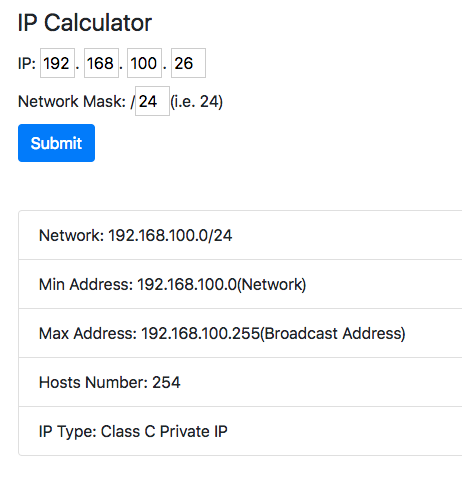 IP Calculator
IP: 192 . 168 . 100 . 26
Network Mask: /24(i.e. 24)
Submit
Network: 192.168.100.0/24
Min Address: 192.168.100.0(Network)
Max Address: 192.168.100.255(Broadcast Address)
Hosts Number: 254
IP Type: Class C Private IP